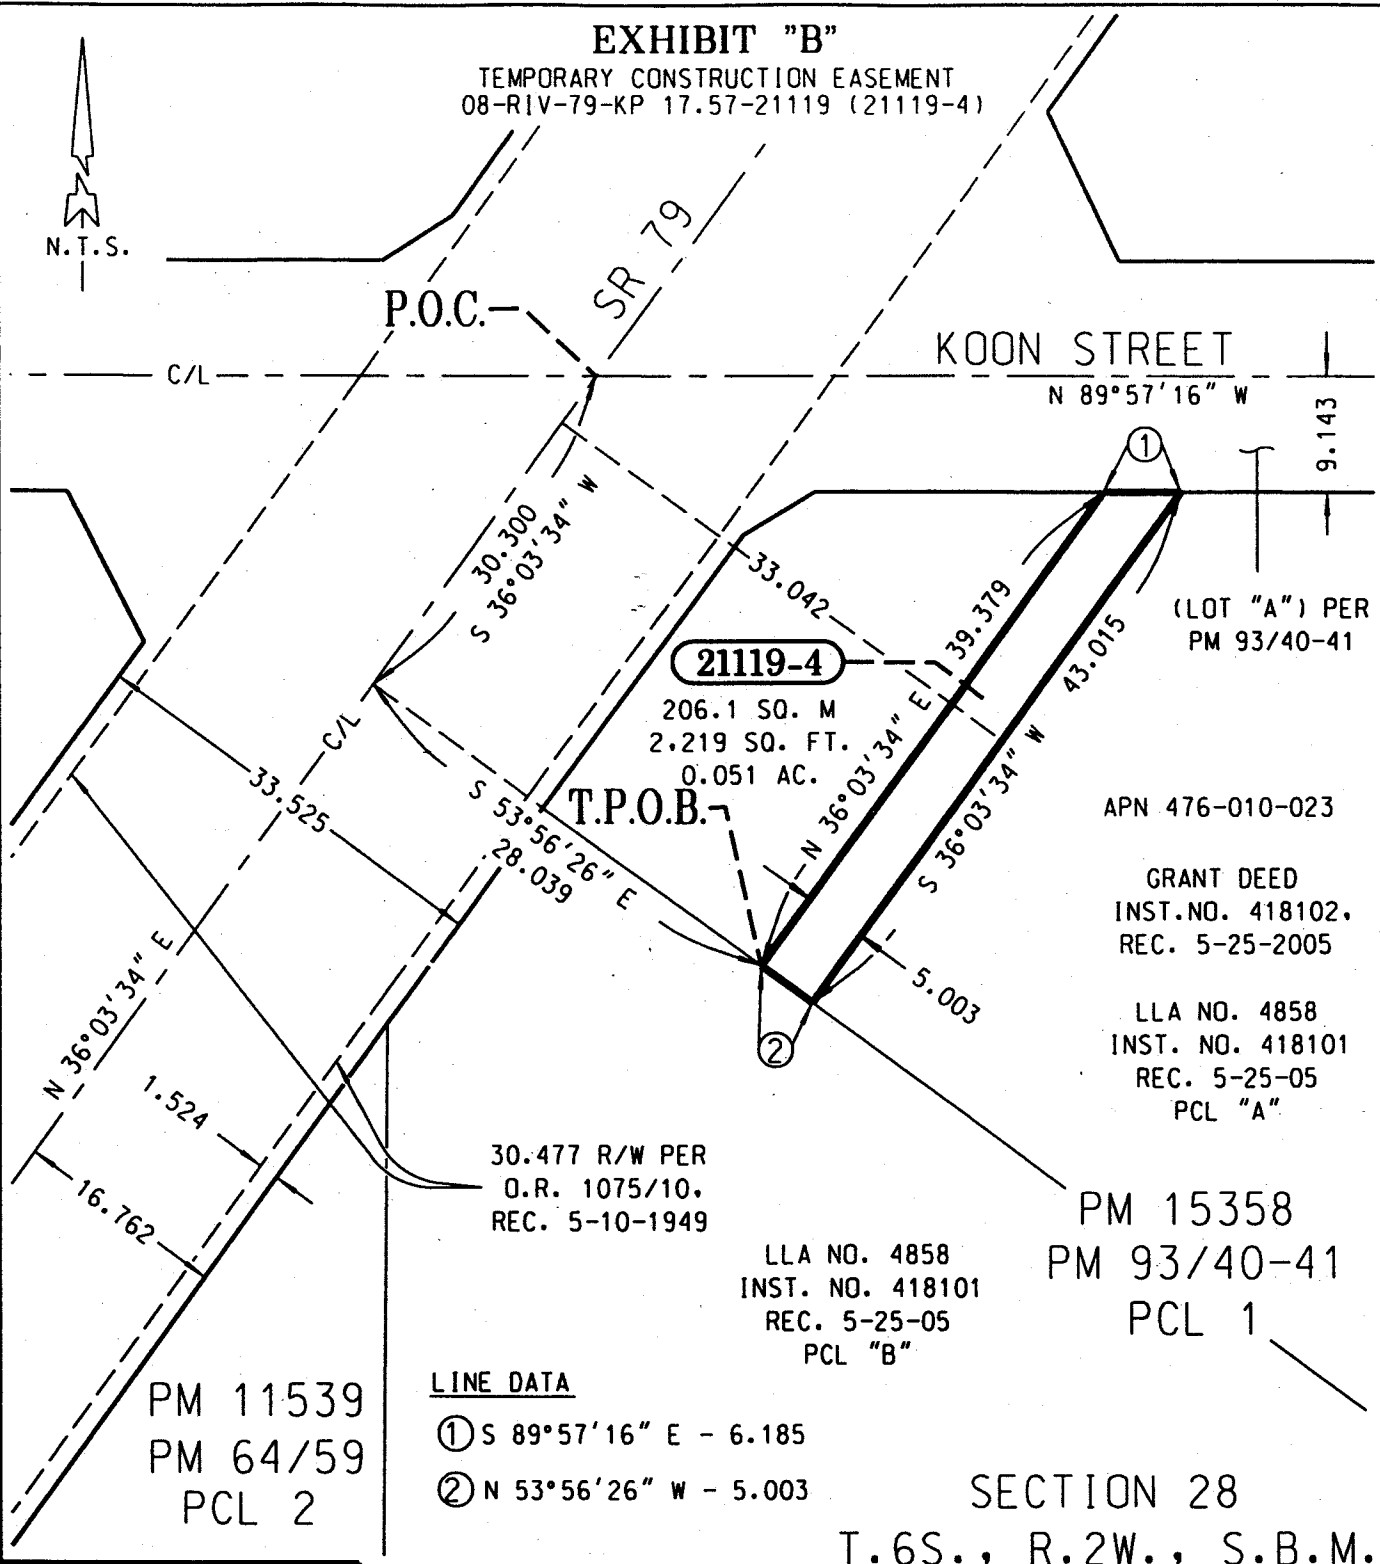 EXHIBIT "B"
TEMPORARY CONSTRUCTION EASEMENT
08-RIV-79-KP 17.57-21119 (21119-4)
N.T.S.
SR 79
P.O.C.
C/L
KOON STREET
N 89°57'16" W
9.143
1
30.300
S 36°03'34" W
33.042
39.379
N 36°03'34" E
43.015
S 36°03'34" W
(LOT "A") PER
PM 93/40-41
21119-4
206.1 SQ. M
2,219 SQ. FT.
0.051 AC.
T.P.O.B.
C/L
33.525
S 53°56'26" E
28.039
N 36°03'34" E
APN 476-010-023
GRANT DEED
INST.NO. 418102,
REC. 5-25-2005
5.003
2
LLA NO. 4858
INST. NO. 418101
REC. 5-25-05
PCL "A"
1.524
16.762
30.477 R/W PER
O.R. 1075/10,
REC. 5-10-1949
PM 15358
PM 93/40-41
PCL 1
LLA NO. 4858
INST. NO. 418101
REC. 5-25-05
PCL "B"
PM 11539
PM 64/59
PCL 2
LINE DATA
1 S 89°57'16" E - 6.185
2 N 53°56'26" W - 5.003
SECTION 28
T.6S., R.2W., S.B.M.